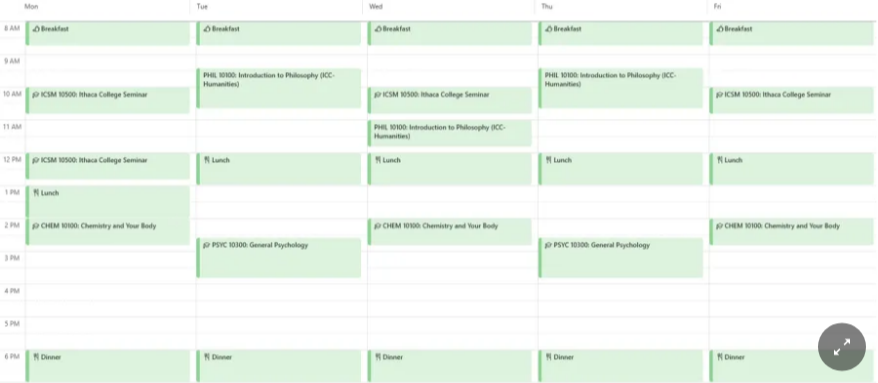 Mon Tue Wed Thu Fri
8 AM Breakfast Breakfast Breakfast Breakfast Breakfast
9 AM
PHIL 10100: Introduction to Philosophy (ICC- PHIL 10100: Introduction to Philosophy (ICC-
Humanities) Humanities)
10 AM ICSM 10500: Ithaca College Seminar ICSM 10500: Ithaca College Seminar ICSM 10500: Ithaca College Seminar
11 AM PHIL 10100: Introduction to Philosophy (ICC-
Humanities)
12 PM ICSM 10500: Ithaca College Seminar Lunch Lunch Lunch Lunch
1 PM Lunch
2 PM CHEM 10100: Chemistry and Your Body CHEM 10100: Chemistry and Your Body CHEM 10100: Chemistry and Your Body
PSYC 10300: General Psychology PSYC 10300: General Psychology
3 PM
4 PM
5 PM
6 PM Dinner Dinner Dinner Dinner Dinner